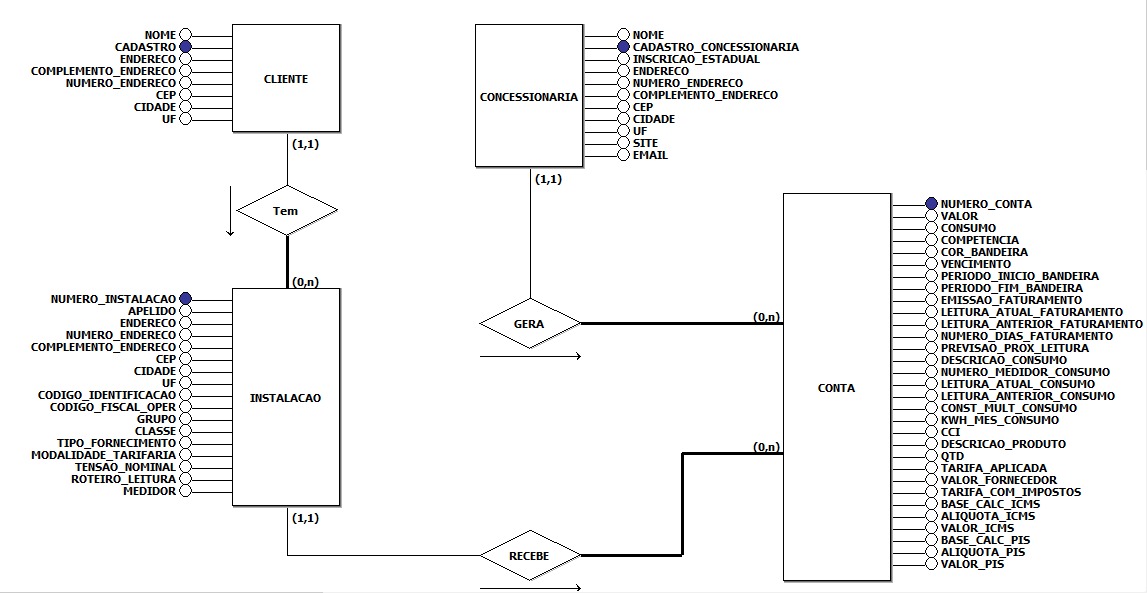 NOME
CADASTRO
ENDERECO
COMPLEMENTO_ENDERECO
NUMERO_ENDERECO
CEP
CIDADE
UF
CLIENTE
(1,1)
Tem
(0,n)
NUMERO_INSTALACAO
APELIDO
ENDERECO
NUMERO_ENDERECO
COMPLEMENTO_ENDERECO
CEP
CIDADE
UF
CODIGO_IDENTIFICACAO
CODIGO_FISCAL_OPER
GRUPO
CLASSE
TIPO_FORNECIMENTO
MODALIDADE_TARIFARIA
TENSAO_NOMINAL
ROTEIRO_LEITURA
MEDIDOR
INSTALACAO
(1,1)
RECEBE
(0,n)
CONCESSIONARIA
NOME
CADASTRO_CONCESSIONARIA
INSCRICAO_ESTADUAL
ENDERECO
NUMERO_ENDERECO
COMPLEMENTO_ENDERECO
CEP
CIDADE
UF
SITE
EMAIL
(1,1)
GERA
(0,n)
CONTA
NUMERO_CONTA
VALOR
CONSUMO
COMPETENCIA
COR_BANDEIRA
VENCIMENTO
PERIODO_INICIO_BANDEIRA
PERIODO_FIM_BANDEIRA
EMISSAO_FATURAMENTO
LEITURA_ATUAL_FATURAMENTO
LEITURA_ANTERIOR_FATURAMENTO
NUMERO_DIAS_FATURAMENTO
PREVISAO_PROX_LEITURA
DESCRICAO_CONSUMO
NUMERO_MEDIDOR_CONSUMO
LEITURA_ATUAL_CONSUMO
LEITURA_ANTERIOR_CONSUMO
CONST_MULT_CONSUMO
KWH_MES_CONSUMO
CCI
DESCRICAO_PRODUTO
QTD
TARIFA_APLICADA
VALOR_FORNECEDOR
TARIFA_COM_IMPOSTOS
BASE_CALC_ICMS
ALIQUOTA_ICMS
VALOR_ICMS
BASE_CALC_PIS
ALIQUOTA_PIS
VALOR_PIS